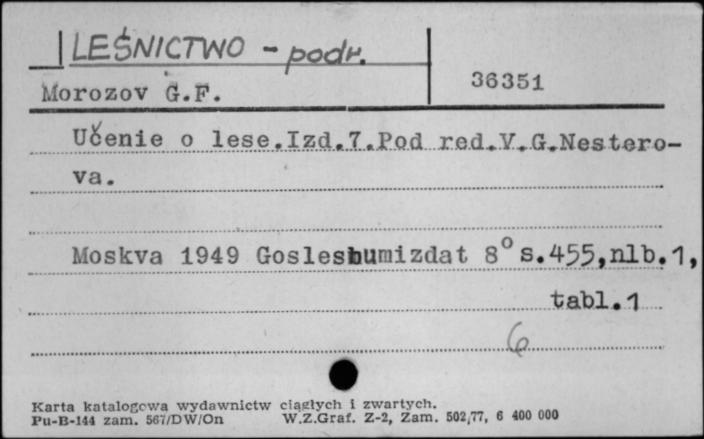 LEŚNICTWO - podr.
36351
Morozov G.F.
Učenie o lese.Izd.7.Pod red.V.G.Nestero-
va.
Moskva 1949 Goslesbumizdat 8° s.455,nlb.1,
tabl.1
6
Karta katalogowa wydawnictw ciągłych i zwartych.
Pu-B-144 zam. 567/DW/On W.Z.Graf. Z-2, Zam. 502/77, 6 400 000